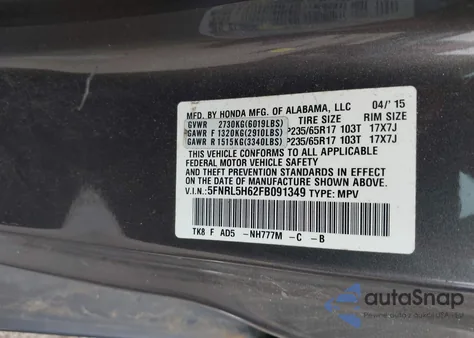 MFD. BY HONDA MFG. OF ALABAMA, LLC 04/'15
TIRE SIZE RIM SIZE
GVWR 2730KG(6019LBS)
GAWR F 1320KG(2910LBS) P235/65R17 103T 17X7J
GAWR R 1515KG(3340LBS) P235/65R17 103T 17X7J
THIS VEHICLE CONFORMS TO ALL APPLICABLE
FEDERAL MOTOR VEHICLE SAFETY
AND THEFT PREVENTION STANDARDS
IN EFFECT ON THE DATE OF
MANUFACTURE SHOWN ABOVE.
V.I.N.:5FNRL5H62FB091349 TYPE: MPV
TK8 F AD5 -NH777M -C -B
autoSnap